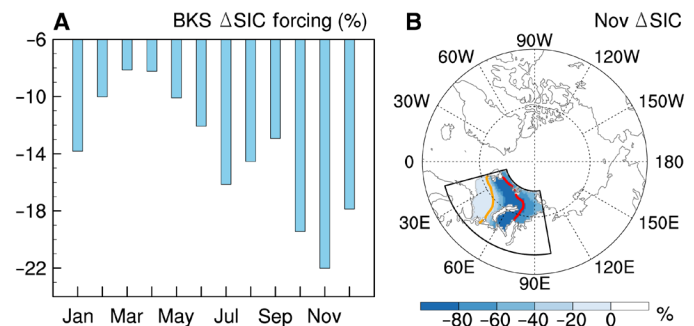 A
BKS ΔSIC forcing (%)
−6
−10
−14
−18
−22
Jan
Mar
May
Jul
Sep
Nov
B
Nov ΔSIC
90W
60W
120W
30W
150W
0
180
30E
150E
60E
120E
90E
−80
−60
−40
−20
0
%